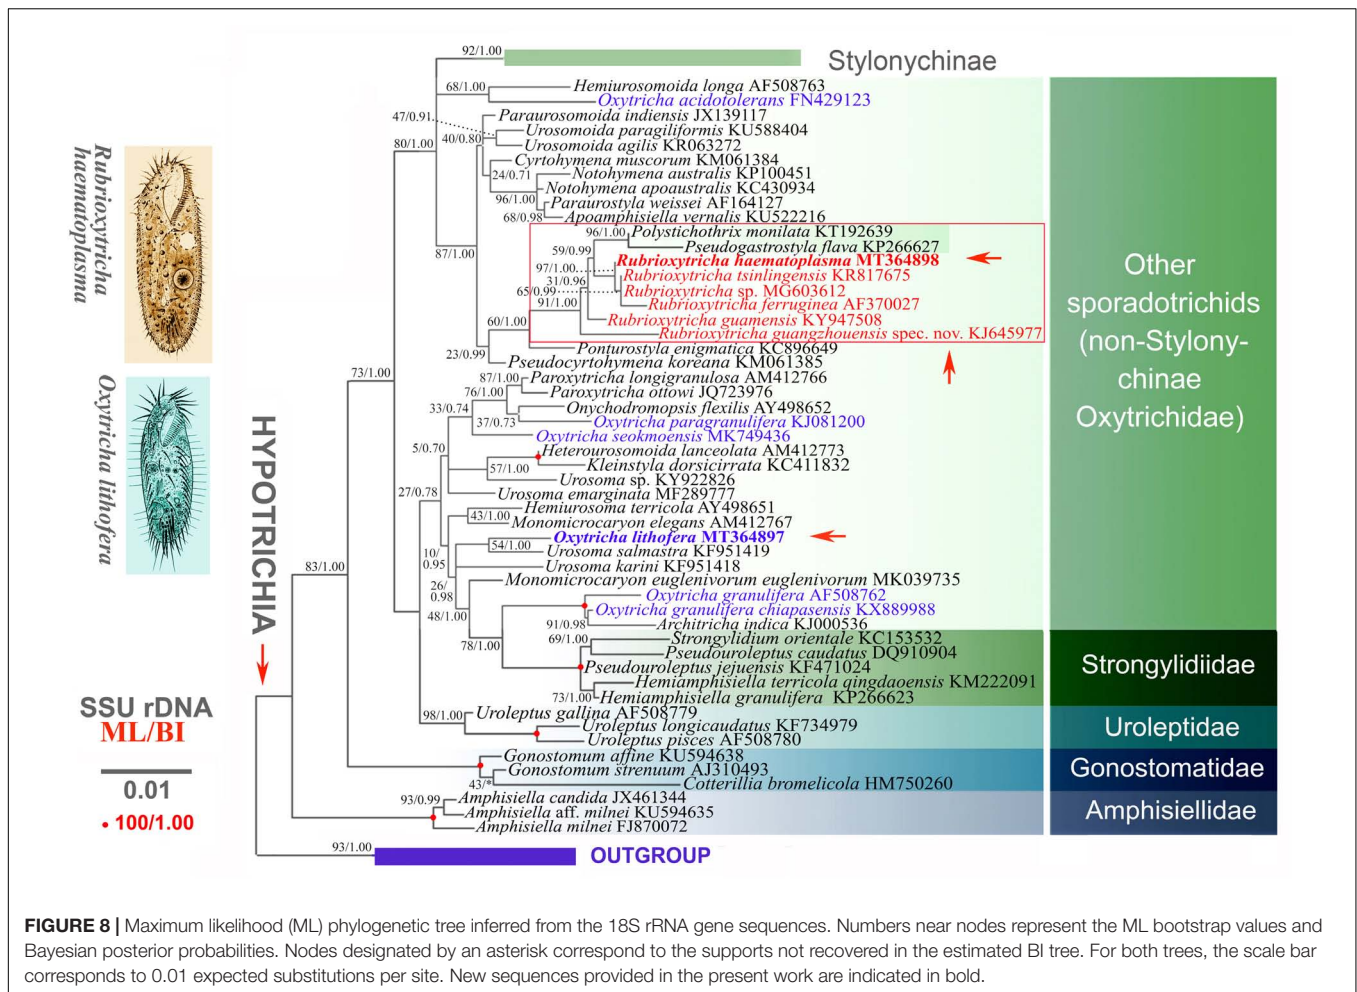 92/1.00
Stylonychinae
68/1.00
Hemiurosomoida longa AF508763
Oxytricha acidotolerans FN429123
47/0.91
Paraurosomoida indiensis JX139117
Urosomoida paragiliformis KU588404
40/0.80
Urosomoida agilis KR063272
80/1.00
Cyrtohymena muscorum KM061384
24/0.71
Notohymena australis KP100451
Notohymena apoaustralis KC430934
96/1.00
Paraurostyla weissei AF164127
68/0.98
Apoamphisiella vernalis KU522216
87/1.00
96/1.00
Polystichothrix monilata KT192639
59/0.99
Pseudogastrostyla flava KP266627
Rubrioxytricha haematoplasma MT364898
97/1.00
Rubrioxytricha tsinlingensis KR817675
31/0.96
65/0.99
Rubrioxytricha sp. MG603612
91/1.00
Rubrioxytricha ferruginea AF370027
Rubrioxytricha guamensis KY947508
60/1.00
Rubrioxytricha guangzhouensis spec. nov. KJ645977
Ponturostyla enigmatica KC896649
23/0.99
Pseudocyrtohymena koreana KM061385
73/1.00
87/1.00
Paroxytricha longigranulosa AM412766
76/1.00
Paroxytricha ottowi JQ723976
33/0.74
Onychodromopsis flexilis AY498652
37/0.73
Oxytricha paragranulifera KJ081200
Oxytricha seokmoensis MK749436
5/0.70
Heterourosomoida lanceolata AM412773
57/1.00
Kleinstyla dorsicirrata KC411832
Urosoma sp. KY922826
27/0.78
Urosoma emarginata MF289777
Hemiurosoma terricola AY498651
43/1.00
Monomicrocaryon elegans AM412767
Oxytricha lithofera MT364897
54/1.00
10/
0.95
Urosoma salmastra KF951419
Urosoma karini KF951418
83/1.00
26/
0.98
Monomicrocaryon euglenivorum euglenivorum MK039735
48/1.00
Oxytricha granulifera AF508762
Oxytricha granulifera chiapasensis KX889988
91/0.98
Architricha indica KJ000536
78/1.00
69/1.00
Strongylidium orientale KC153532
Pseudouroleptus caudatus DQ910904
Pseudouroleptus jejuensis KF471024
Hemiamphisiella terricola qingdaoensis KM222091
73/1.00
Hemiamphisiella granulifera KP266623
98/1.00
Uroleptus gallina AF508779
Uroleptus longicaudatus KF734979
Uroleptus pisces AF508780
Gonostomum affine KU594638
Gonostomum strenuum AJ310493
43/*
Cotterillia bromelicola HM750260
93/0.99
Amphisiella candida JX461344
Amphisiella aff. milnei KU594635
Amphisiella milnei FJ870072
93/1.00
OUTGROUP
Other
sporadotrichids
(non-Stylony-
chinae
Oxytrichidae)
Strongylidiidae
Uroleptidae
Gonostomatidae
Amphisiellidae
Rubrioxytricha
haematoplasma
Oxytricha lithofera
HYPOTRICHIA
SSU rDNA
ML/BI
0.01
• 100/1.00
FIGURE 8 | Maximum likelihood (ML) phylogenetic tree inferred from the 18S rRNA gene sequences. Numbers near nodes represent the ML bootstrap values and
Bayesian posterior probabilities. Nodes designated by an asterisk correspond to the supports not recovered in the estimated BI tree. For both trees, the scale bar
corresponds to 0.01 expected substitutions per site. New sequences provided in the present work are indicated in bold.